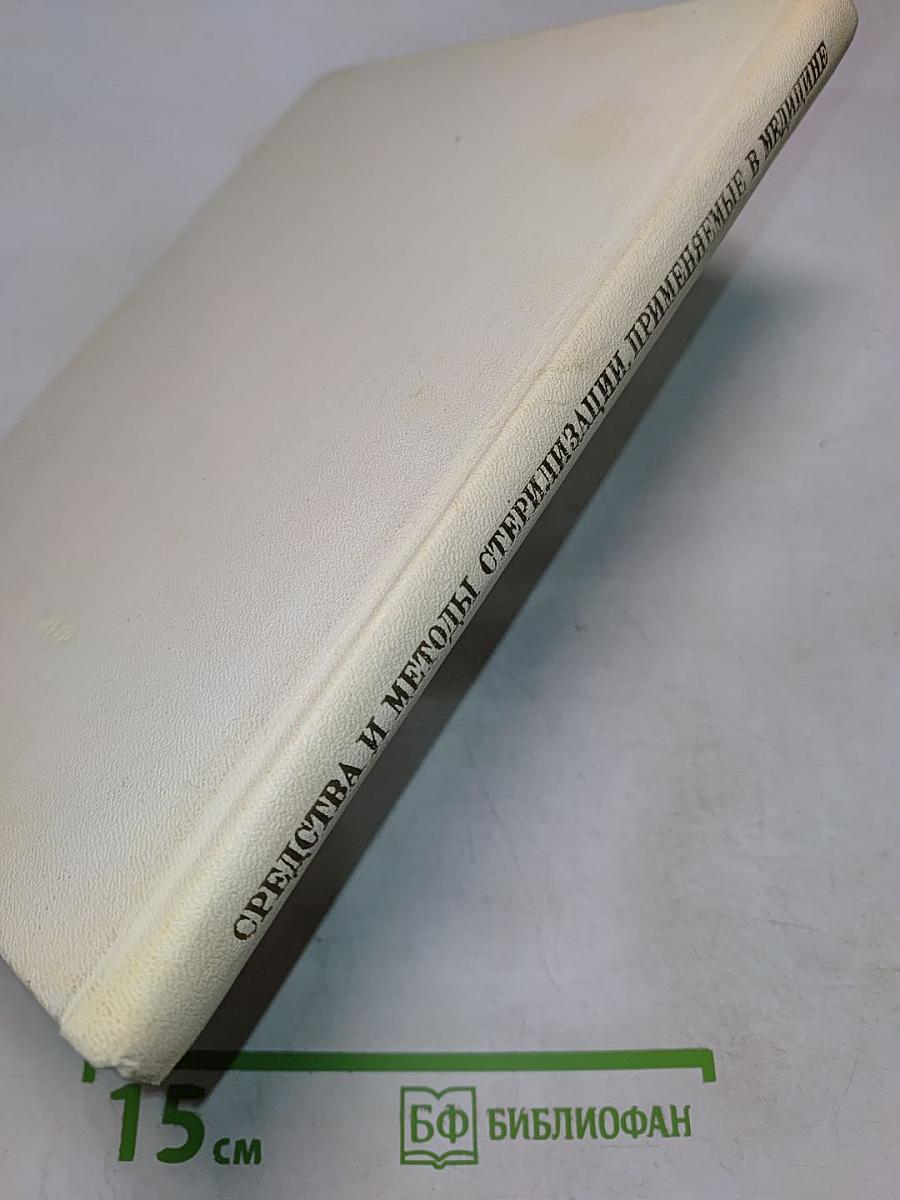 СРЕДСТВА И МЕТОДЫ СТЕРИЛИЗАЦИИ, ПРИМЕНЯЕМЫЕ В МЕДИЦИНЕ
15 см
БФ БИБЛИОФАН